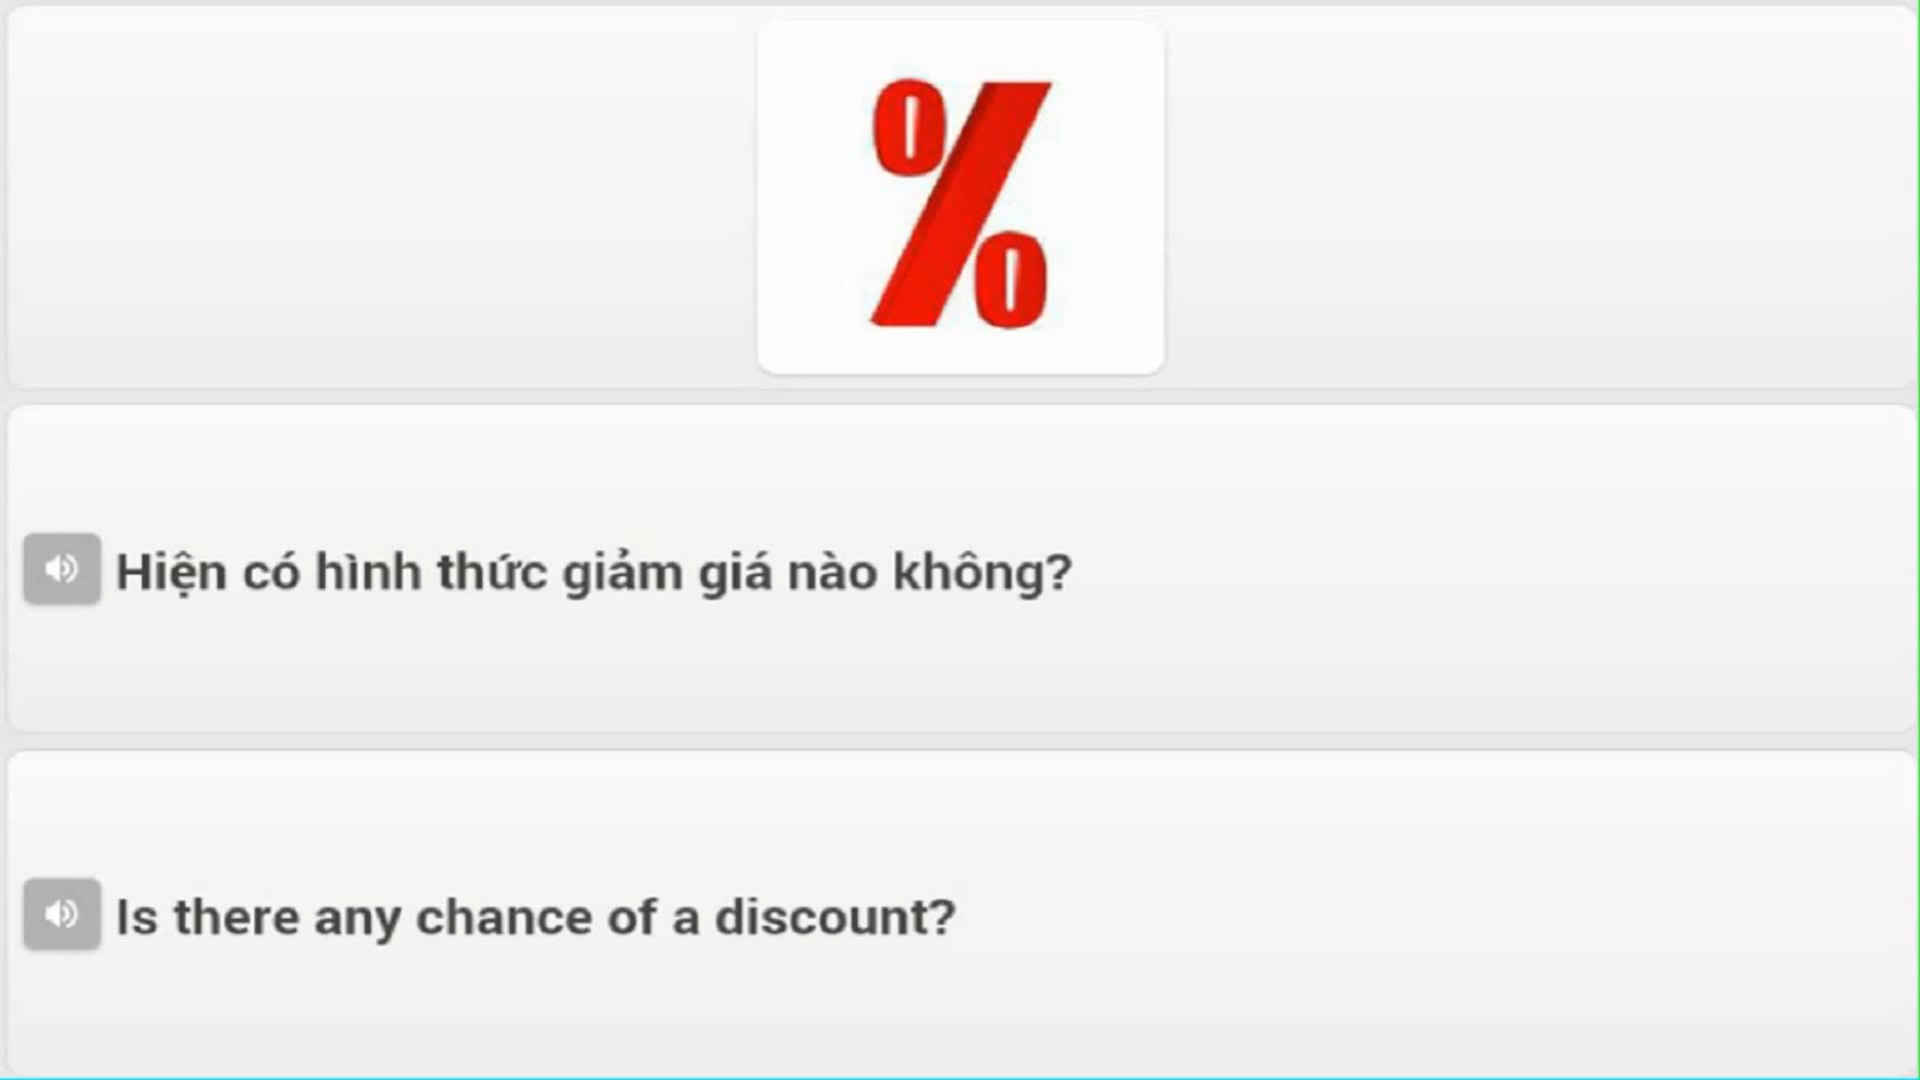 %
Hiện có hình thức giảm giá nào không?
Is there any chance of a discount?